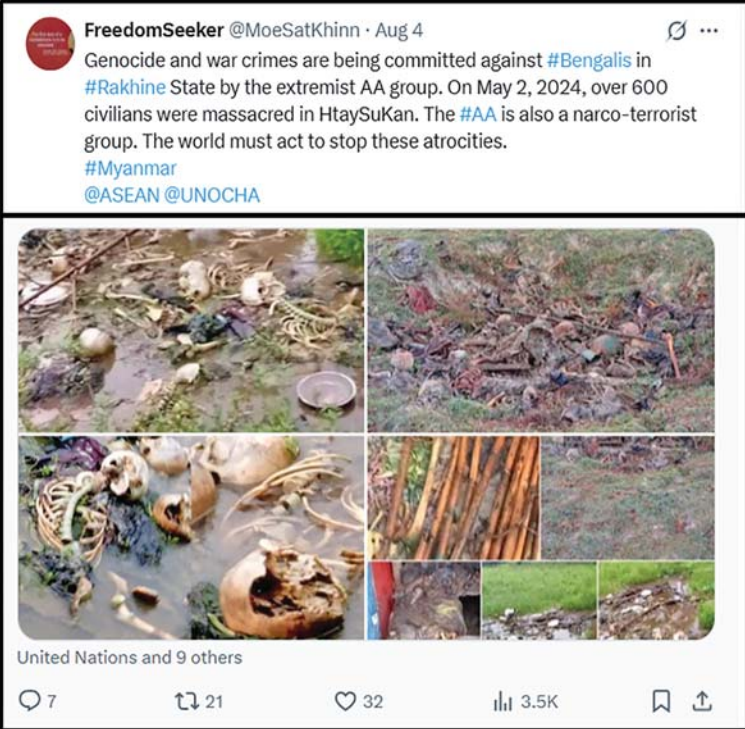 FreedomSeeker @MoeSatKhinn · Aug 4
Genocide and war crimes are being committed against #Bengalis in
#Rakhine State by the extremist AA group. On May 2, 2024, over 600
civilians were massacred in HtaySuKan. The #AA is also a narco-terrorist
group. The world must act to stop these atrocities.
#Myanmar
@ASEAN @UNOCHA
United Nations and 9 others
7 21 32 3.5K